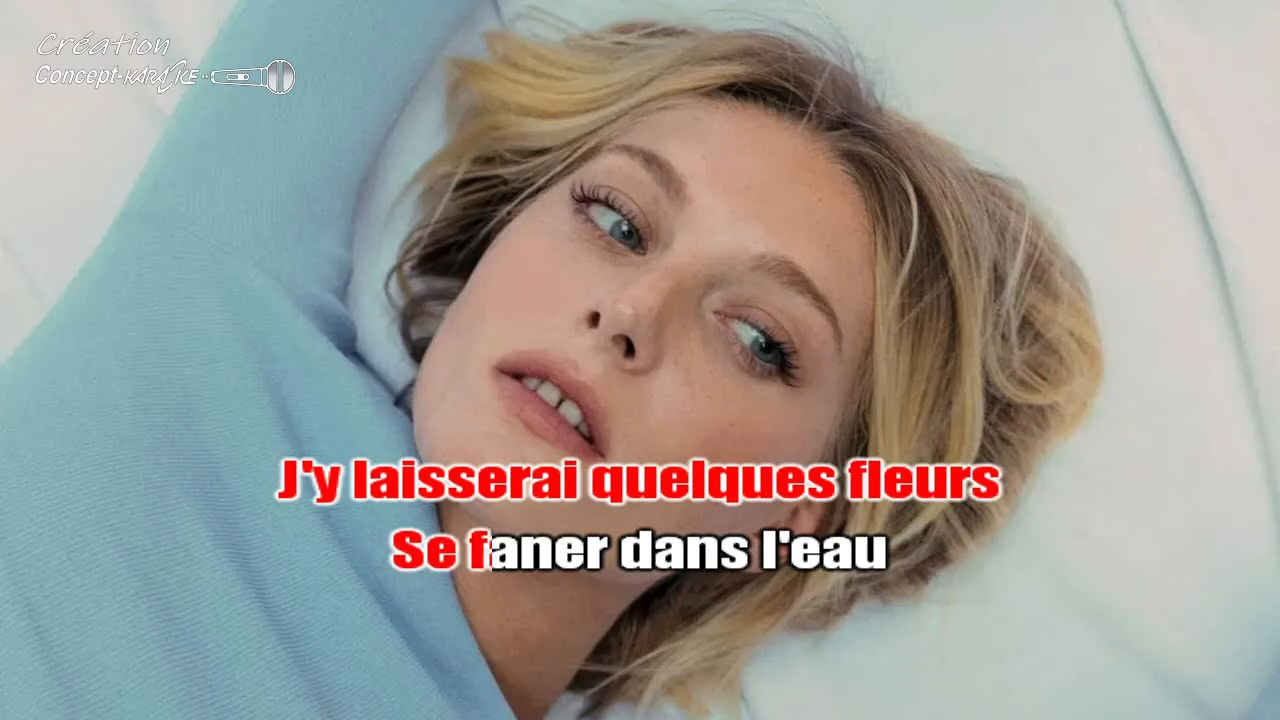 Création
Concept-KARAOKE
J'y laisserai quelques fleurs
Se faner dans l'eau